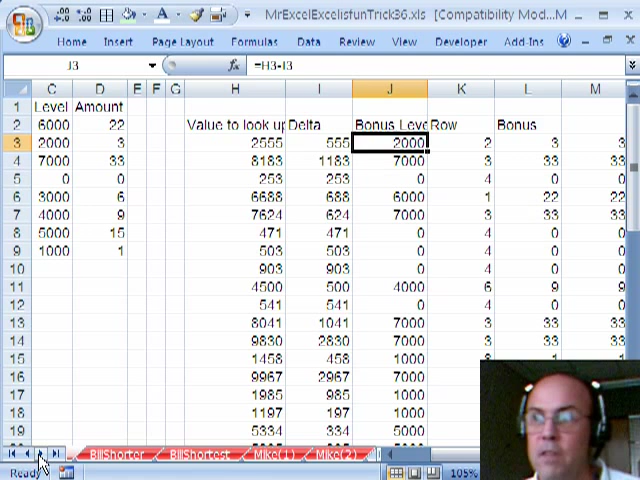 MrExcelExcelisfunTrick36.xls [Compatibility Mod...
Home Insert Page Layout Formulas Data Review View Developer Add-Ins
J3 fx =H3-I3
C D E F G H I J K L M
1 Level Amount
2 6000 22 Value to look up Delta Bonus Leve Row Bonus
3 2000 3 2555 555 2000 2 3 3
4 7000 33 8183 1183 7000 3 33 33
5 0 0 253 253 0 4 0 0
6 3000 6 6688 688 6000 1 22 22
7 4000 9 7624 624 7000 3 33 33
8 5000 15 471 471 0 4 0 0
9 1000 1 503 503 0 4 0 0
10 903 903 0 4 0 0
11 4500 500 4000 6 9 9
12 541 541 0 4 0 0
13 8041 1041 7000 3 33 33
14 9830 2830 7000 3 33 33
15 1458 458 1000
16 9967 2967 7000
17 1985 985 1000
18 1197 197 1000
19 5334 334 5000
BillShorter BillShortest Mike(1) Mike(2)
Ready 105%